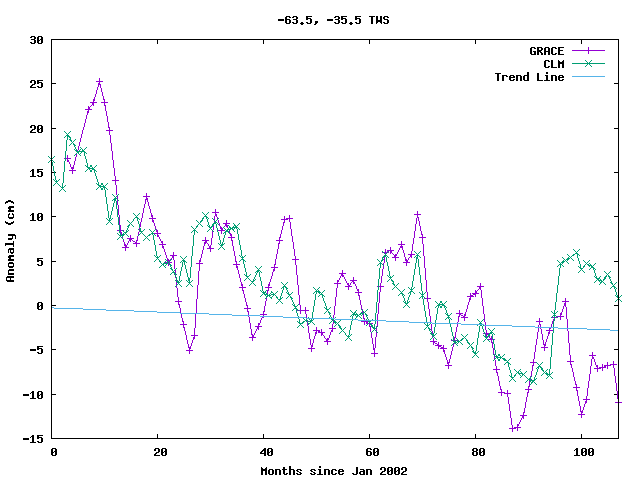 -63.5, -35.5 TWS
30
25
20
15
10
5
0
-5
-10
-15
Anomaly (cm)
GRACE
CLM
Trend Line
0 20 40 60 80 100
Months since Jan 2002